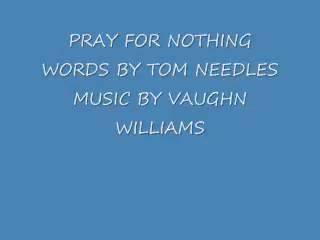 PRAY FOR NOTHING
WORDS BY TOM NEEDLES
MUSIC BY VAUGHN
WILLIAMS